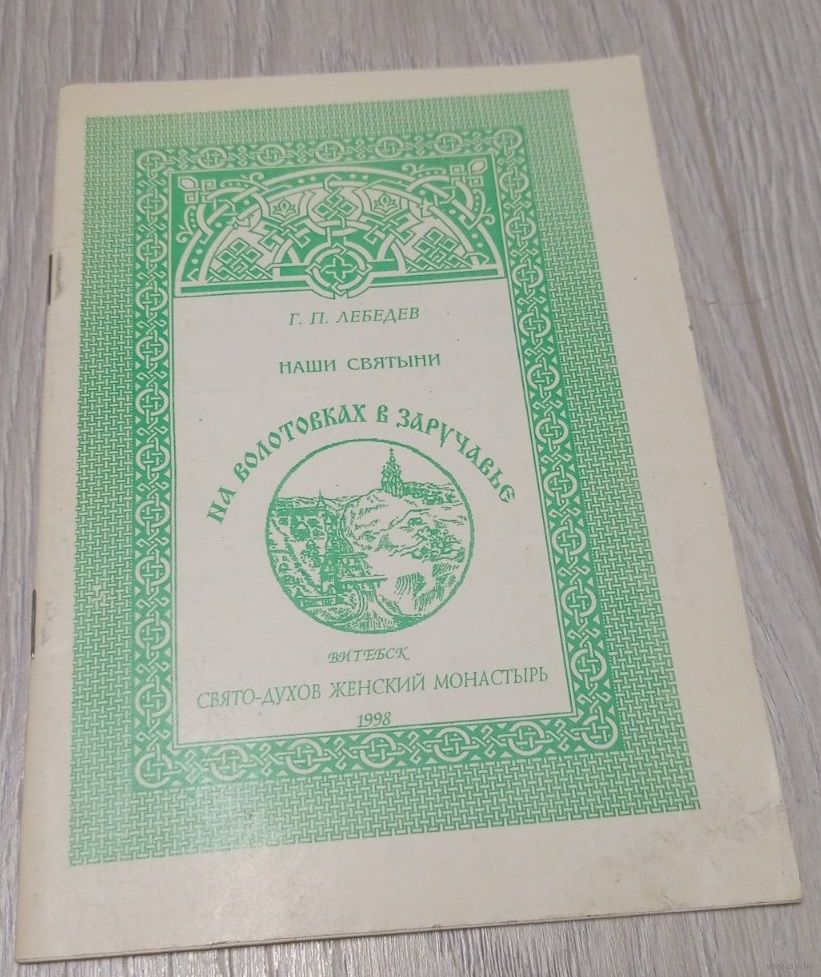 Г. П. ЛЕБЕДЕВ
НАШИ СВЯТЫНИ
НА ВОЛОТОВКАХ В ЗАРУЧАВЬЕ
ВИТЕБСК
СВЯТО-ДУХОВ ЖЕНСКИЙ МОНАСТЫРЬ
1998